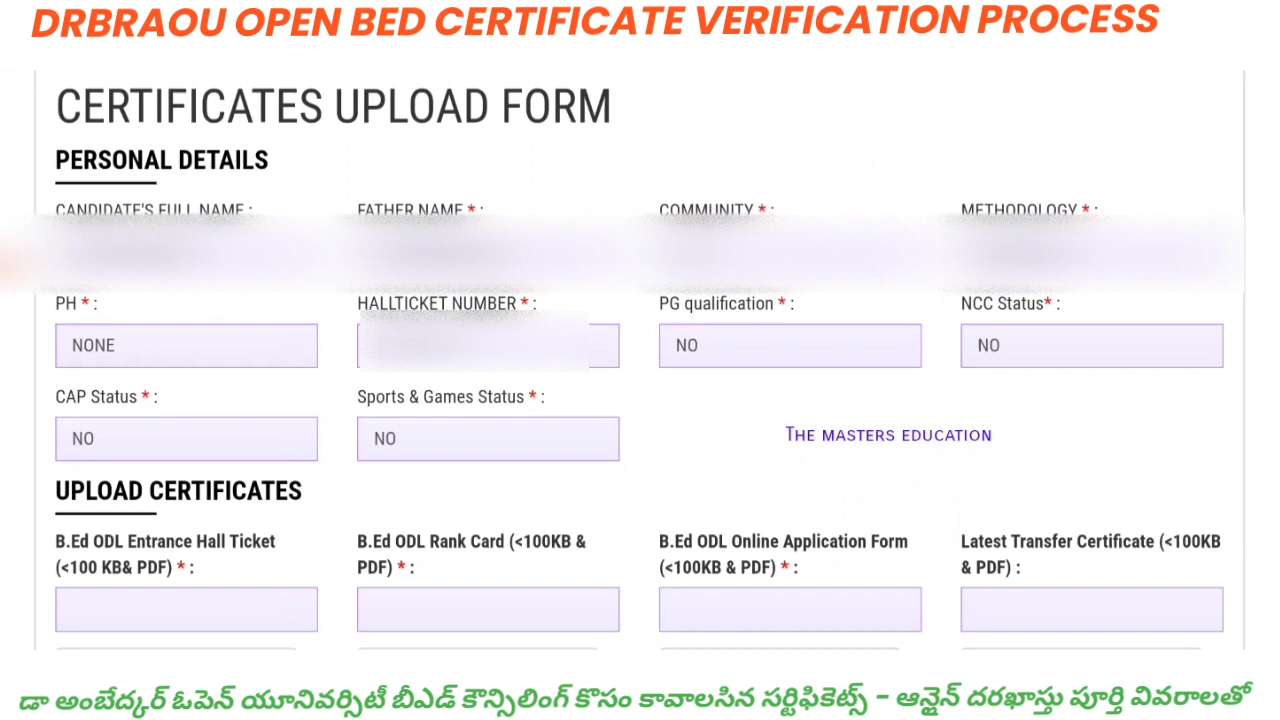 DRBRAOU OPEN BED CERTIFICATE VERIFICATION PROCESS
CERTIFICATES UPLOAD FORM
PERSONAL DETAILS
CANDIDATE'S FULL NAME : FATHER NAME * : COMMUNITY * : METHODOLOGY * :
PH * : HALLTICKET NUMBER * : PG qualification * : NCC Status* :
NONE NO NO
CAP Status * : Sports & Games Status * :
NO NO
THE MASTERS EDUCATION
UPLOAD CERTIFICATES
B.Ed ODL Entrance Hall Ticket
(<100 KB& PDF) * :
B.Ed ODL Rank Card (<100KB &
PDF) * :
B.Ed ODL Online Application Form
(<100KB & PDF) * :
Latest Transfer Certificate (<100KB
& PDF) :
డా అంబేద్కర్ ఓపెన్ యూనివర్సిటీ బీఎడ్ కౌన్సిలింగ్ కొసం కావాలసిన సర్టిఫికెట్స్ - ఆన్లైన్ దరఖాస్తు పూర్తి వివరాలతో